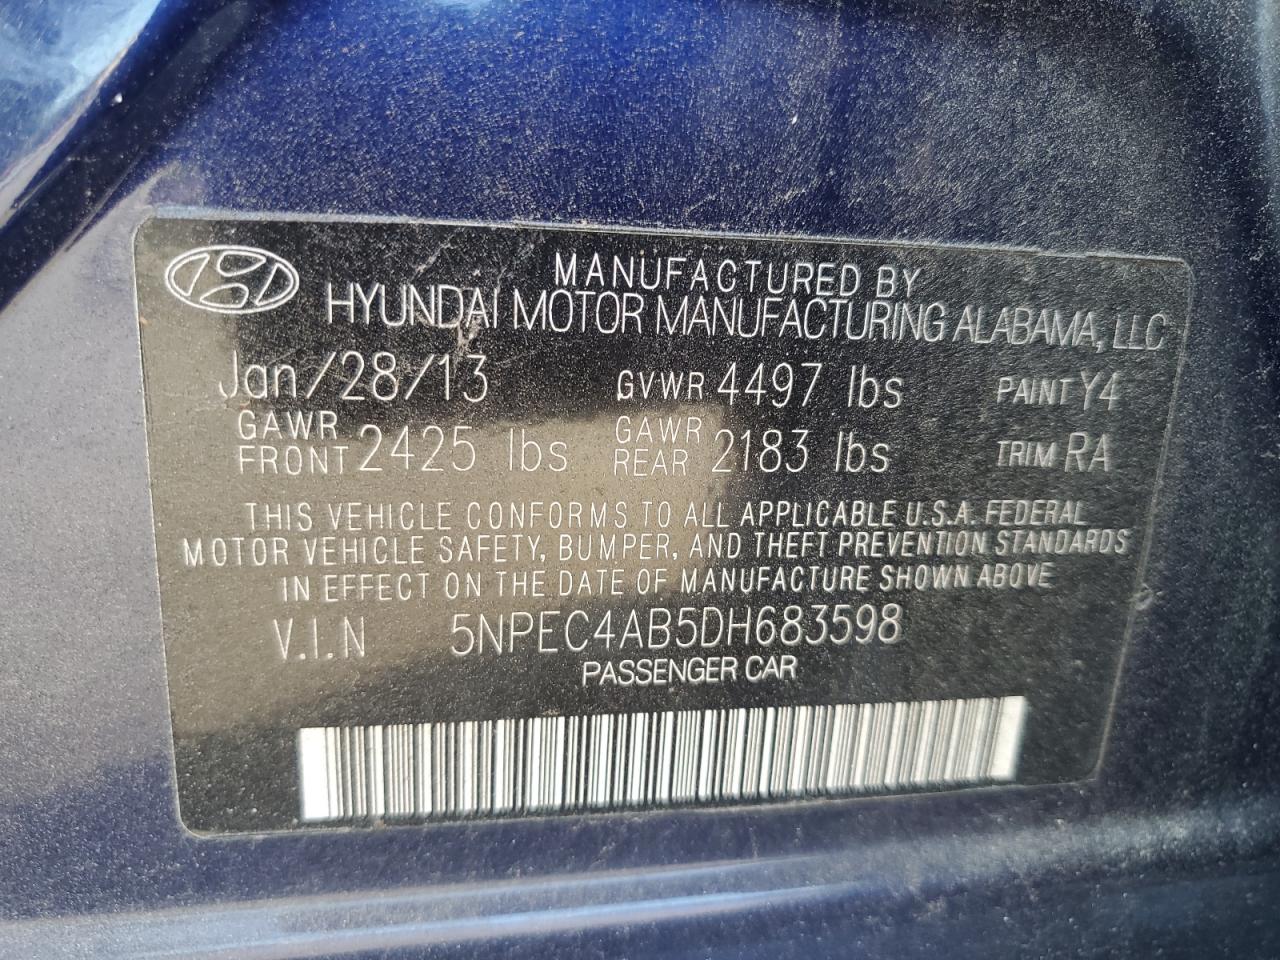 MANUFACTURED BY
HYUNDAI MOTOR MANUFACTURING ALABAMA, LLC
Jan/28/13 GVWR 4497 lbs PAINT Y4
GAWR FRONT 2425 lbs GAWR REAR 2183 lbs TRIM RA
THIS VEHICLE CONFORMS TO ALL APPLICABLE U.S.A. FEDERAL
MOTOR VEHICLE SAFETY, BUMPER, AND THEFT PREVENTION STANDARDS
IN EFFECT ON THE DATE OF MANUFACTURE SHOWN ABOVE
V.I.N 5NPEC4AB5DH683598
PASSENGER CAR